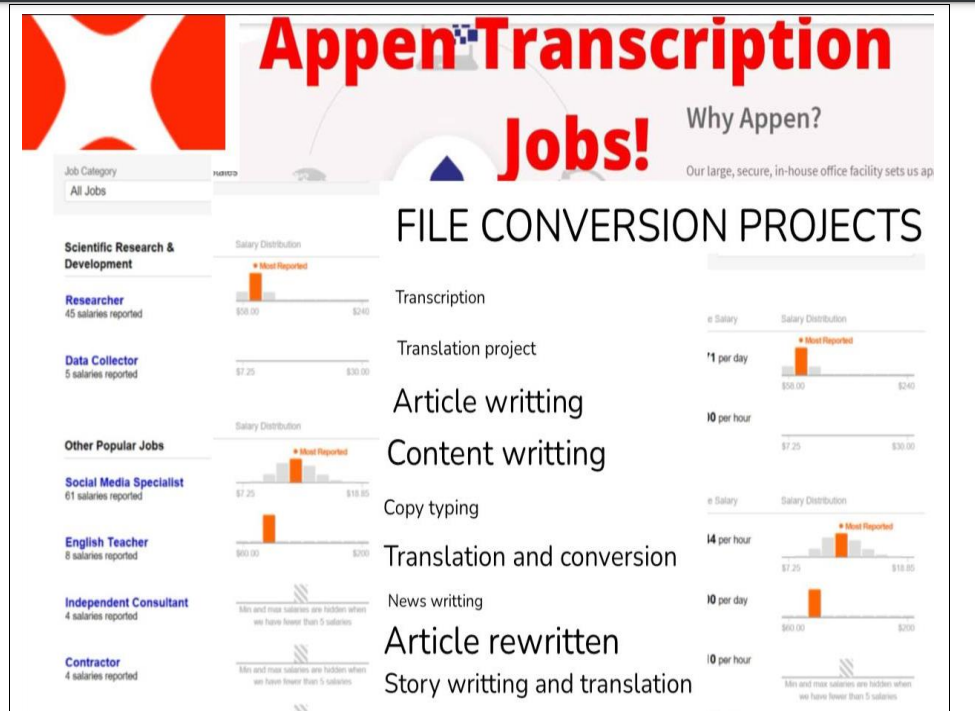 Appen Transcription
Jobs!
Why Appen?
Our large, secure, in-house office facility sets us ap
Job Category
All Jobs
FILE CONVERSION PROJECTS
Scientific Research &
Development
Salary Distribution
Most Reported
$58.00 $240
Researcher
45 salaries reported
Data Collector
5 salaries reported
$7.25 $30.00
Other Popular Jobs
Salary Distribution
Most Reported
$7.25 $18.85
Social Media Specialist
61 salaries reported
English Teacher
8 salaries reported
$60.00 $200
Independent Consultant
4 salaries reported
Min and max salaries are hidden when
we have fewer than 5 salaries
Contractor
4 salaries reported
Min and max salaries are hidden when
we have fewer than 5 salaries
Transcription
Translation project
Article writting
Content writting
Copy typing
Translation and conversion
News writting
Article rewritten
Story writting and translation
e Salary Salary Distribution
Most Reported
1 per day
$58.00 $240
0 per hour
$7.25 $30.00
e Salary Salary Distribution
Most Reported
4 per hour
$7.25 $18.85
0 per day
$60.00 $200
0 per hour
Min and max salaries are hidden when
we have fewer than 5 salaries